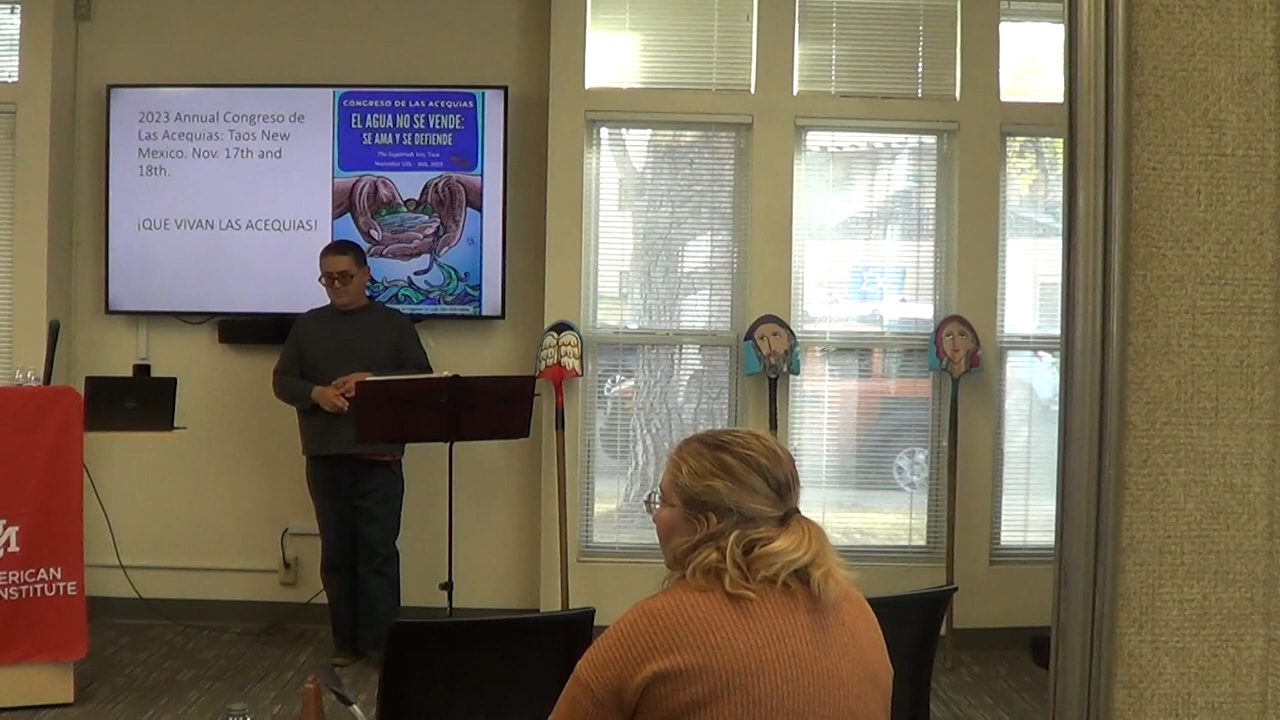 2023 Annual Congreso de
Las Acequias: Taos New
Mexico. Nov. 17th and
18th.
¡QUE VIVAN LAS ACEQUIAS!
CONGRESO DE LAS ACEQUIAS
EL AGUA NO SE VENDE:
SE AMA Y SE DEFIENDE
ERICAN
NSTITUTE